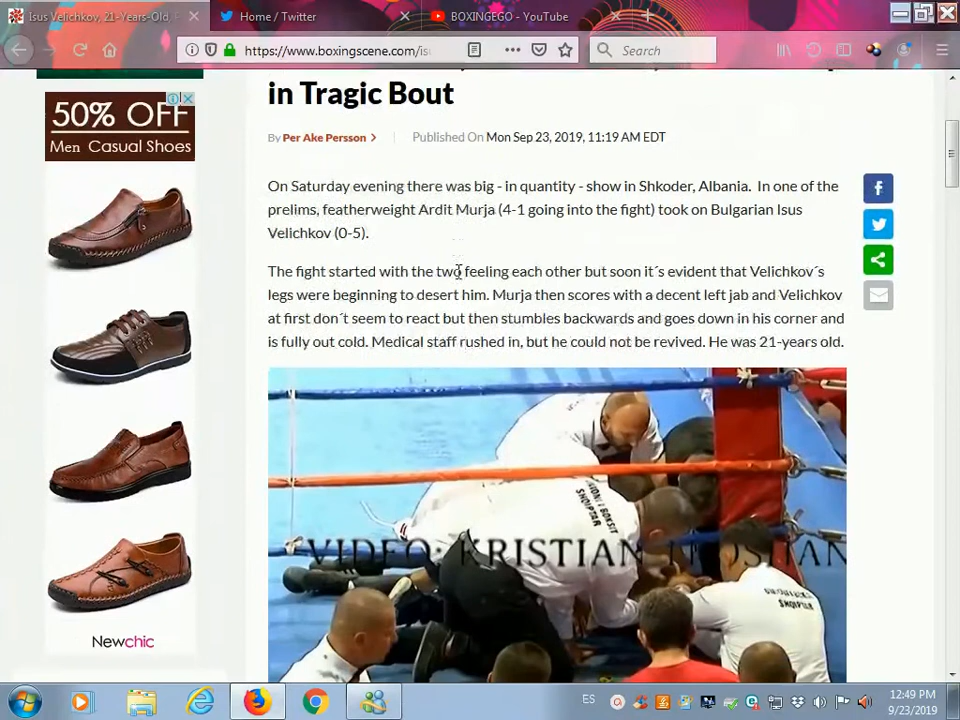 Isus Velichkov, 21-Years-Old,
Home / Twitter
BOXINGEGO - YouTube
https://www.boxingscene.com/is
Search
in Tragic Bout
By Per Ake Persson > Published On Mon Sep 23, 2019, 11:19 AM EDT
50% OFF
Men Casual Shoes
Newchic
On Saturday evening there was big - in quantity - show in Shkoder, Albania. In one of the
prelims, featherweight Ardit Murja (4-1 going into the fight) took on Bulgarian Isus
Velichkov (0-5).
The fight started with the two feeling each other but soon it´s evident that Velichkov´s
legs were beginning to desert him. Murja then scores with a decent left jab and Velichkov
at first don´t seem to react but then stumbles backwards and goes down in his corner and
is fully out cold. Medical staff rushed in, but he could not be revived. He was 21-years old.
BOKSIT
SHQIPTAR
VIDEO: KRISTIAN
SHQIPTAR
ES
12:49 PM
9/23/2019